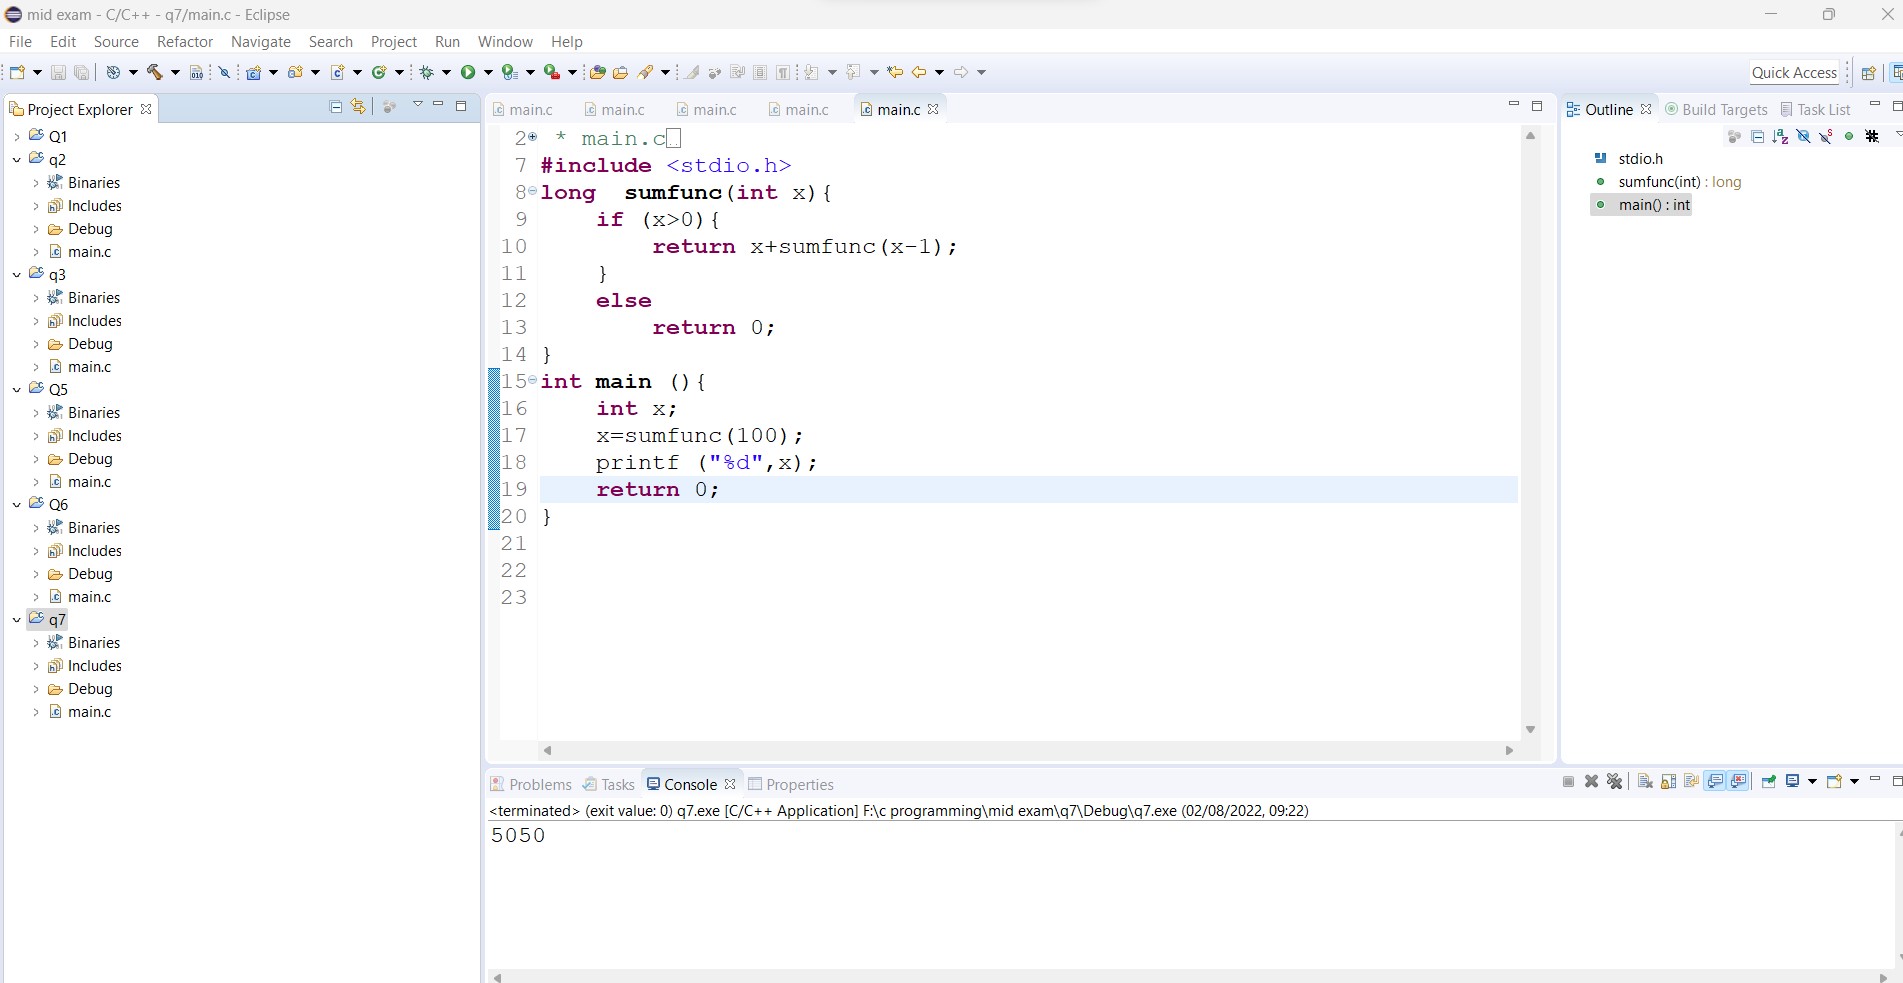 mid exam - C/C++ - q7/main.c - Eclipse
File Edit Source Refactor Navigate Search Project Run Window Help
Quick Access
Project Explorer
Q1
q2
Binaries
Includes
Debug
main.c
q3
Binaries
Includes
Debug
main.c
Q5
Binaries
Includes
Debug
main.c
Q6
Binaries
Includes
Debug
main.c
q7
Binaries
Includes
Debug
main.c
main.c main.c main.c main.c main.c
2 * main.c
7 #include <stdio.h>
8 long  sumfunc(int x){
9     if (x>0){
10         return x+sumfunc(x-1);
11     }
12     else
13         return 0;
14 }
15 int main (){
16     int x;
17     x=sumfunc(100);
18     printf ("%d",x);
19     return 0;
20 }
21
22
23
Outline Build Targets Task List
stdio.h
sumfunc(int) : long
main() : int
Problems Tasks Console Properties
<terminated> (exit value: 0) q7.exe [C/C++ Application] F:\c programming\mid exam\q7\Debug\q7.exe (02/08/2022, 09:22)
5050